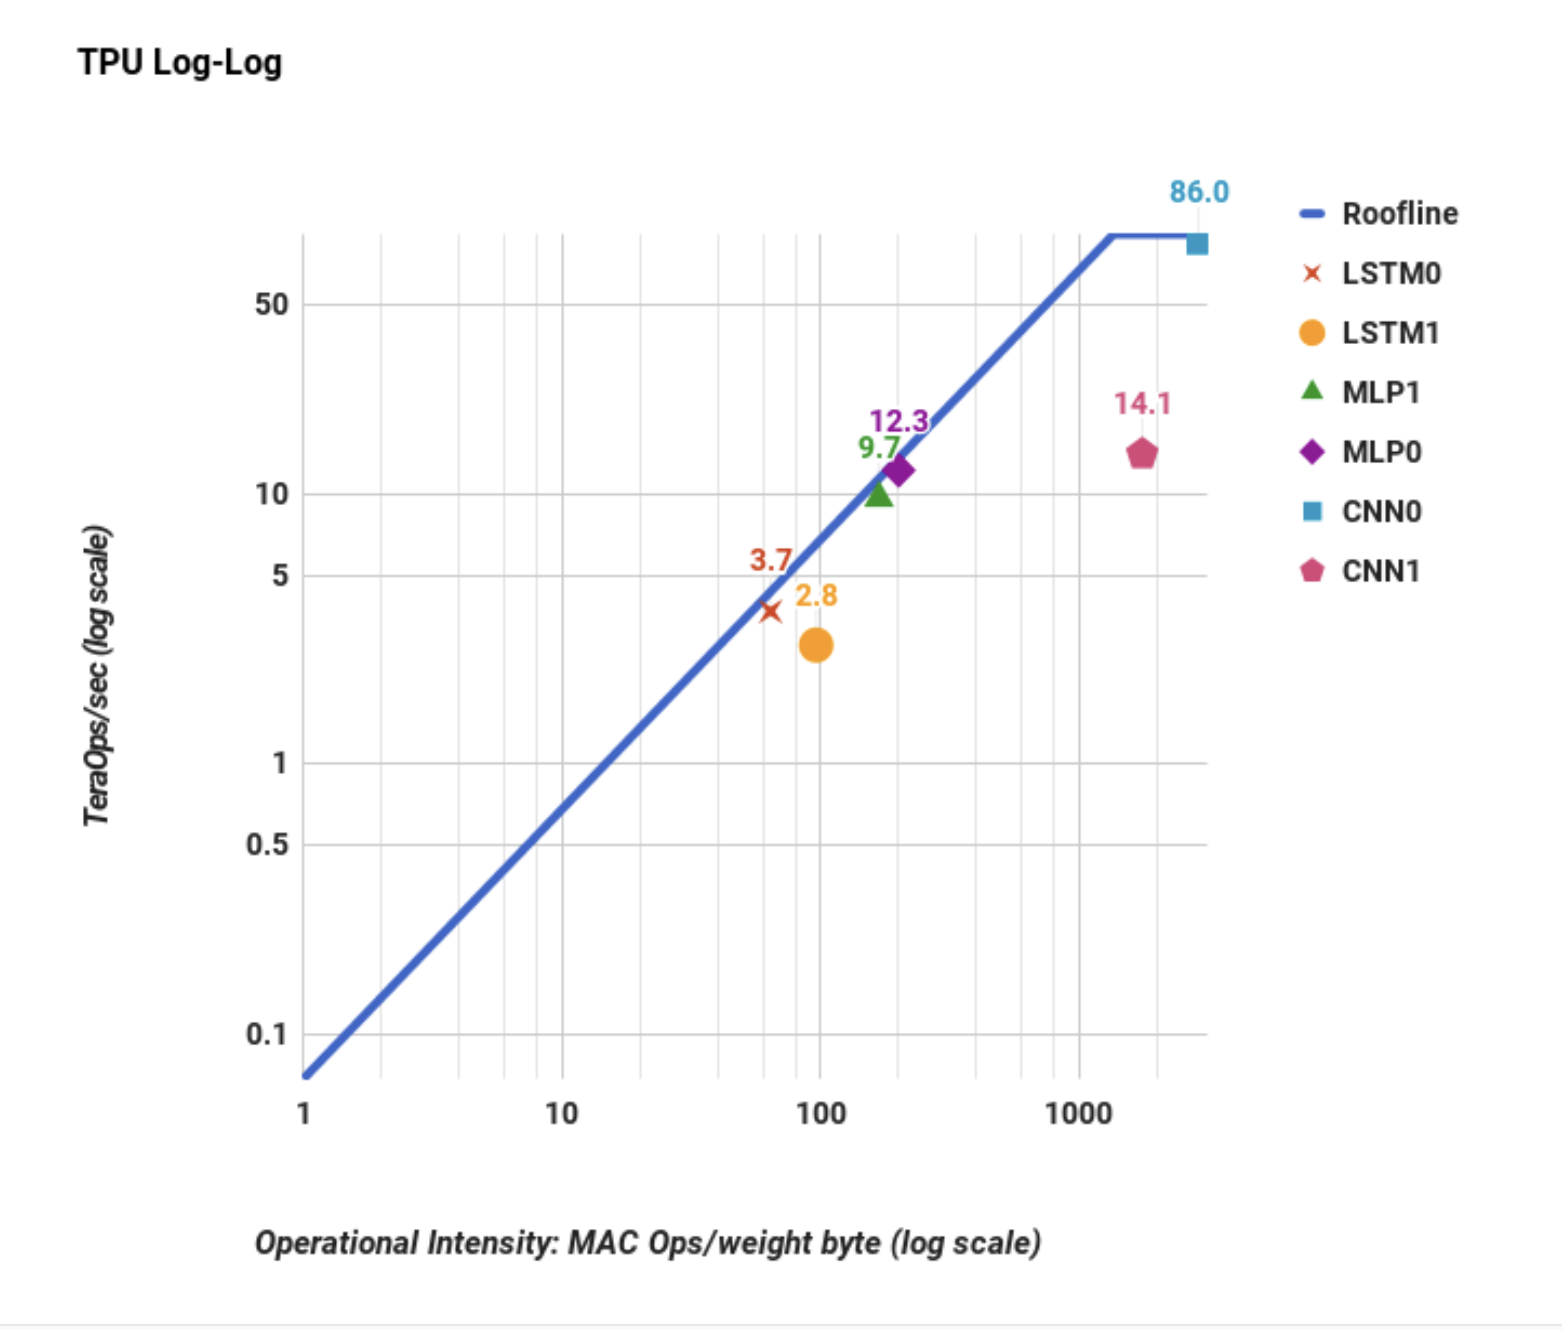 TPU Log-Log
86.0
Roofline
LSTM0
LSTM1
MLP1
MLP0
CNN0
CNN1
50
14.1
12.3
9.7
10
3.7
5
2.8
1
0.5
0.1
TeraOps/sec (log scale)
1 10 100 1000
Operational Intensity: MAC Ops/weight byte (log scale)